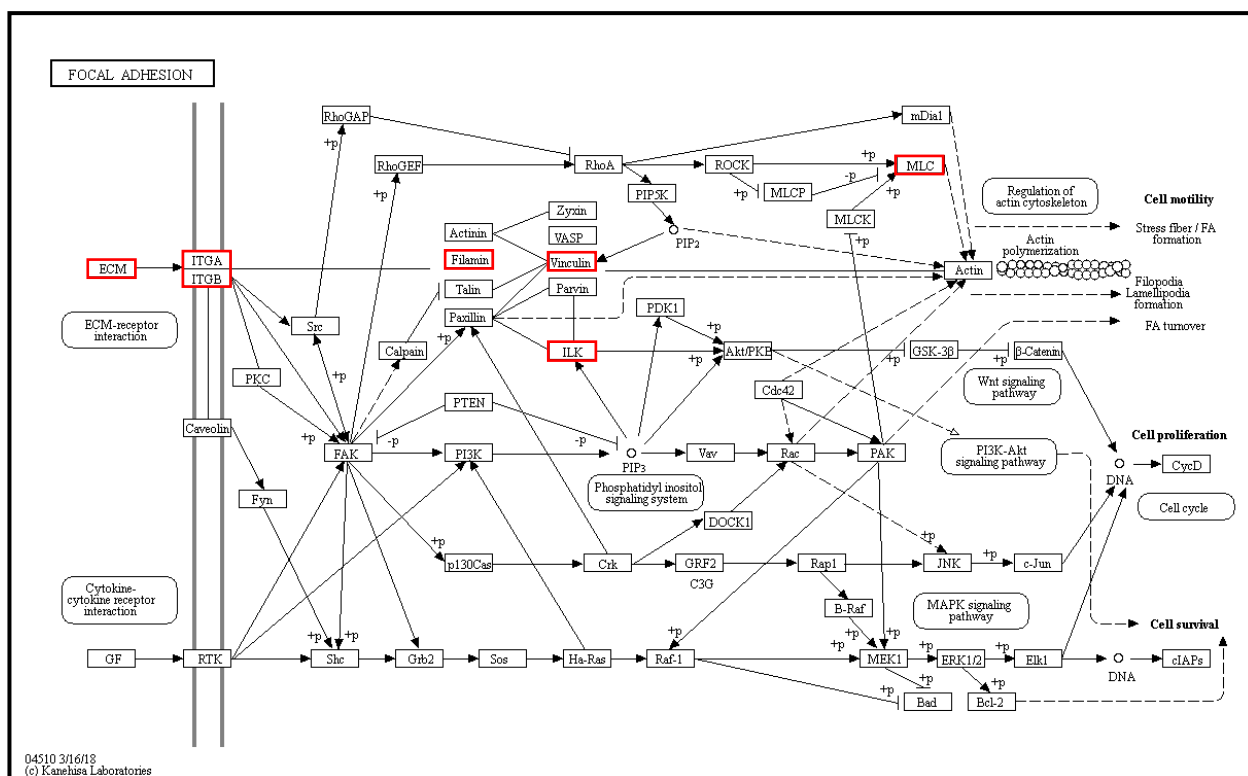 FOCAL ADHESION
RhoGAP
mDia1
+p
RhoGEF
RhoA
ROCK
+p
MLC
+p
+p
-p
MLCP
+p
PIP5K
MLCK
+p
Regulation of
actin cytoskeleton
Cell motility
Zyxin
Actinin
VASP
PIP2
Stress fiber / FA
formation
Actin
polymerization
ECM
ITGA
ITGB
Filamin
Vinculin
Actin
Talin
Parvin
Filopodia
Lamellipodia
formation
ECM-receptor
interaction
Src
Paxillin
+p
PDK1
+p
FA turnover
Calpain
ILK
Akt/PKB
+p
GSK-3β
β-Catenin
PKC
+p
Wnt signaling
pathway
PTEN
Cdc42
Caveolin
+p
-p
-p
FAK
PI3K
PIP3
Vav
Rac
PAK
PI3K-Akt
signaling pathway
Cell proliferation
DNA
CycD
Phosphatidyl inositol
signaling system
Fyn
DOCK1
Cell cycle
+p
p130Cas
Crk
GRF2
C3G
Rap1
+p
JNK
+p
c-Jun
Cytokine-
cytokine receptor
interaction
B-Raf
+p
MAPK signaling
pathway
Cell survival
+p
+p
+p
+p
GF
RTK
Shc
Grb2
Sos
Ha-Ras
Raf-1
MEK1
+p
ERK1/2
+p
Elk1
DNA
cIAPs
+p
Bad
+p
Bcl-2
04510 3/16/18
(c) Kanehisa Laboratories